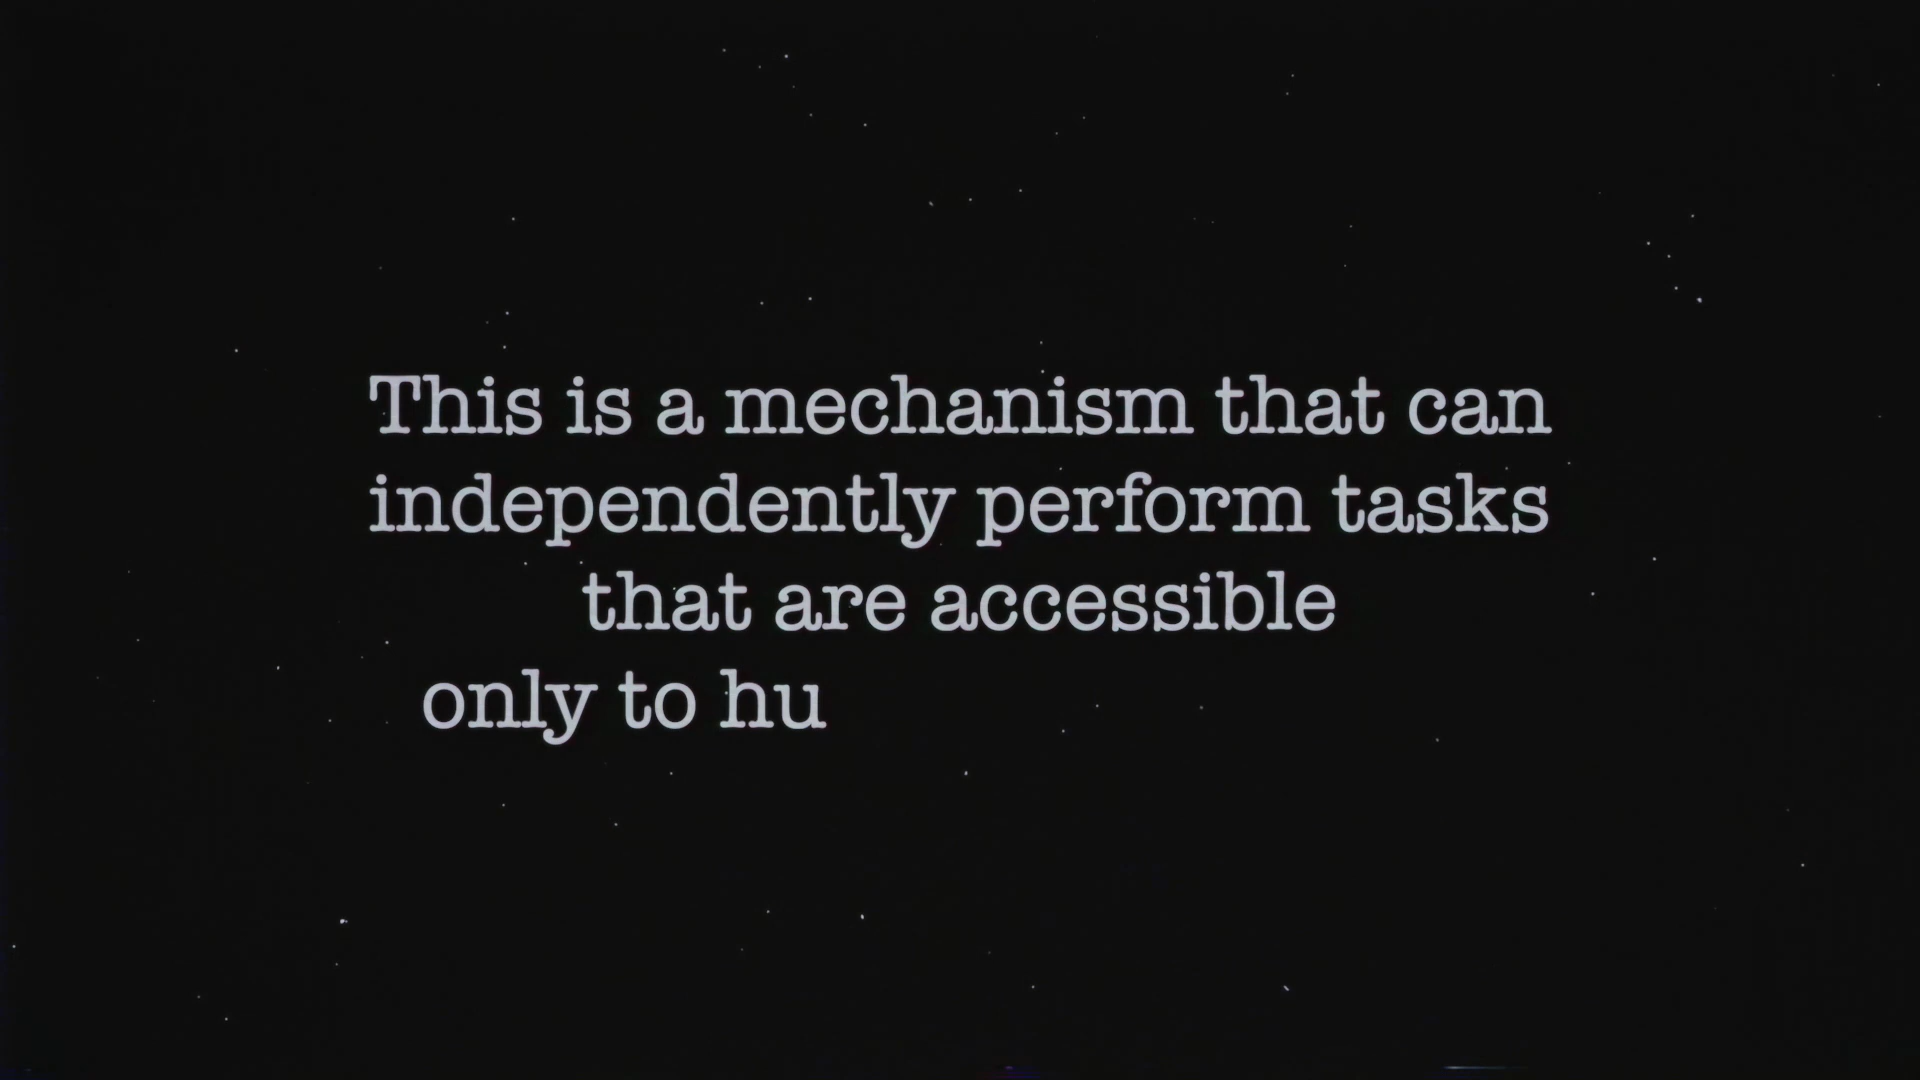 This is a mechanism that can
independently perform tasks
that are accessible
only to hu